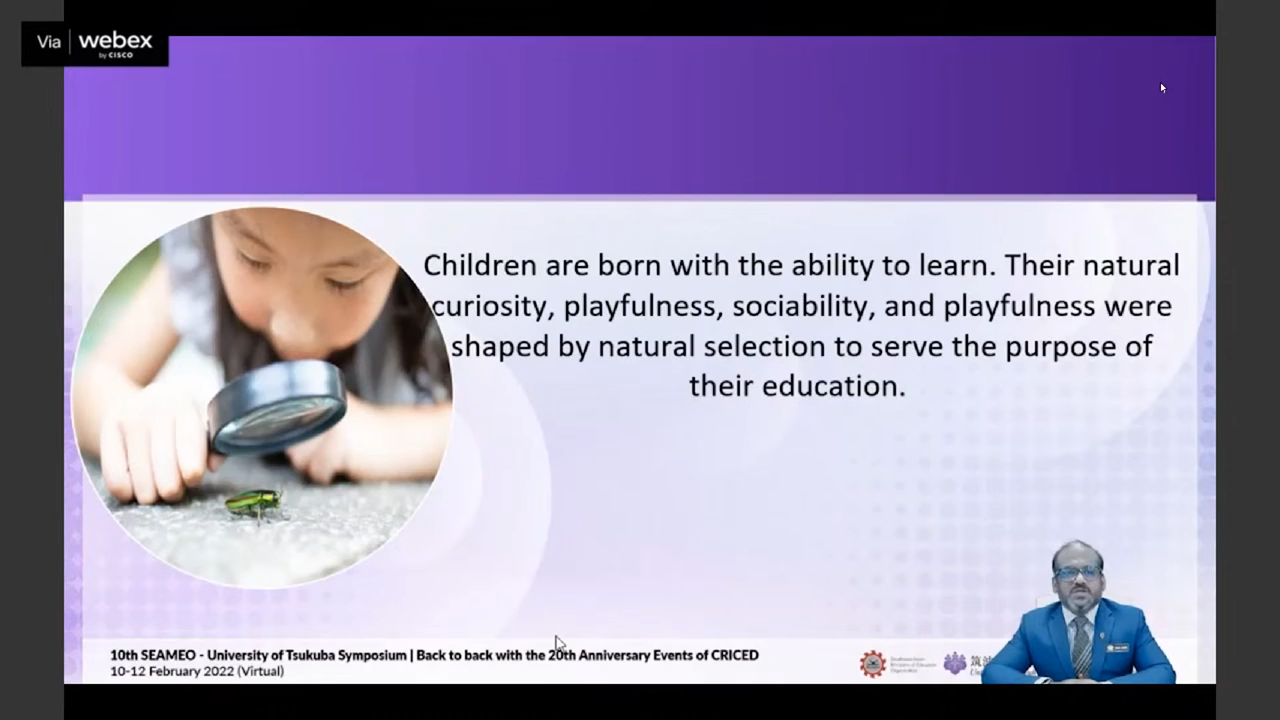 Via webex
by CISCO
Children are born with the ability to learn. Their natural
curiosity, playfulness, sociability, and playfulness were
shaped by natural selection to serve the purpose of
their education.
10th SEAMEO - University of Tsukuba Symposium | Back to back with the 20th Anniversary Events of CRICED
10-12 February 2022 (Virtual)